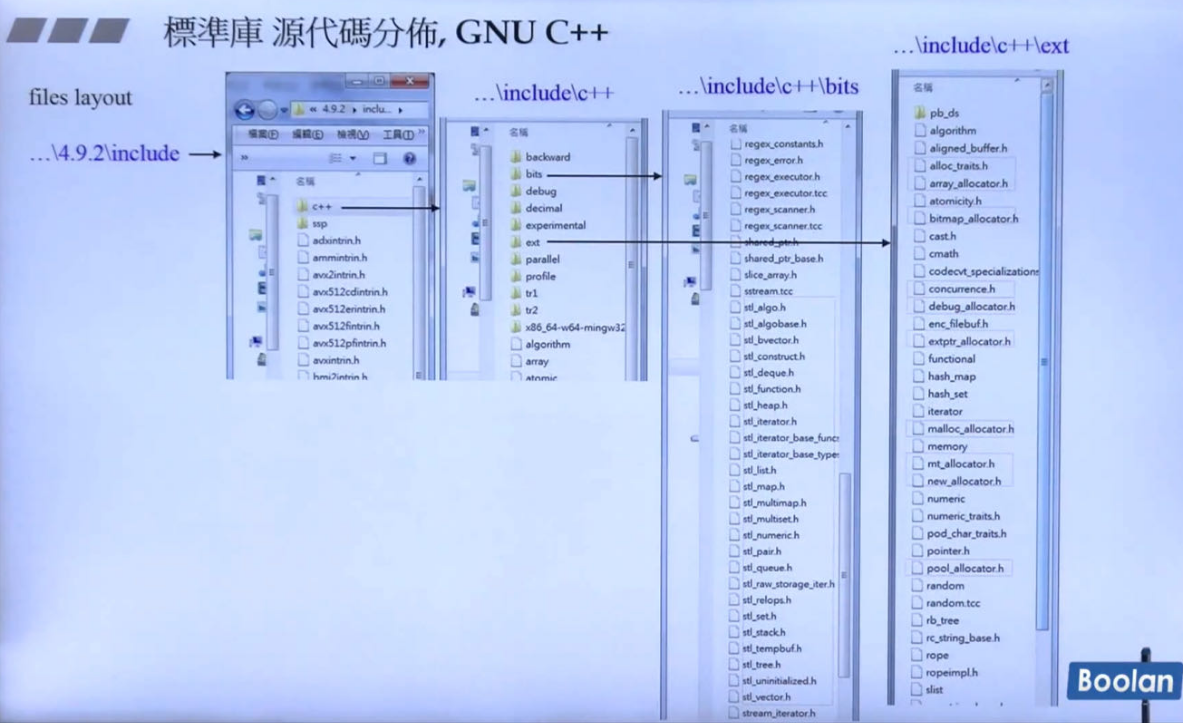 標準庫 源代碼分佈, GNU C++
files layout
...\4.9.2\include
« 4.9.2 ▸ inclu... ▸
檔案(F) 編輯(E) 檢視(V) 工具(T) »
»
名稱
c++
ssp
adxintrin.h
ammintrin.h
avx2intrin.h
avx512cdintrin.h
avx512erintrin.h
avx512fintrin.h
avx512pfintrin.h
avxintrin.h
bmi2intrin.h
...\include\c++
名稱
backward
bits
debug
decimal
experimental
ext
parallel
profile
tr1
tr2
x86_64-w64-mingw32
algorithm
array
atomic
...\include\c++\bits
名稱
regex_constants.h
regex_error.h
regex_executor.h
regex_executor.tcc
regex_scanner.h
regex_scanner.tcc
shared_ptr.h
shared_ptr_base.h
slice_array.h
sstream.tcc
stl_algo.h
stl_algobase.h
stl_bvector.h
stl_construct.h
stl_deque.h
stl_function.h
stl_heap.h
stl_iterator.h
stl_iterator_base_funcs
stl_iterator_base_types
stl_list.h
stl_map.h
stl_multimap.h
stl_multiset.h
stl_numeric.h
stl_pair.h
stl_queue.h
stl_raw_storage_iter.h
stl_relops.h
stl_set.h
stl_stack.h
stl_tempbuf.h
stl_tree.h
stl_uninitialized.h
stl_vector.h
stream_iterator.h
...\include\c++\ext
名稱
pb_ds
algorithm
aligned_buffer.h
alloc_traits.h
array_allocator.h
atomicity.h
bitmap_allocator.h
cast.h
cmath
codecvt_specializations
concurrence.h
debug_allocator.h
enc_filebuf.h
extptr_allocator.h
functional
hash_map
hash_set
iterator
malloc_allocator.h
memory
mt_allocator.h
new_allocator.h
numeric
numeric_traits.h
pod_char_traits.h
pointer.h
pool_allocator.h
random
random.tcc
rb_tree
rc_string_base.h
rope
ropeimpl.h
slist
Boolan